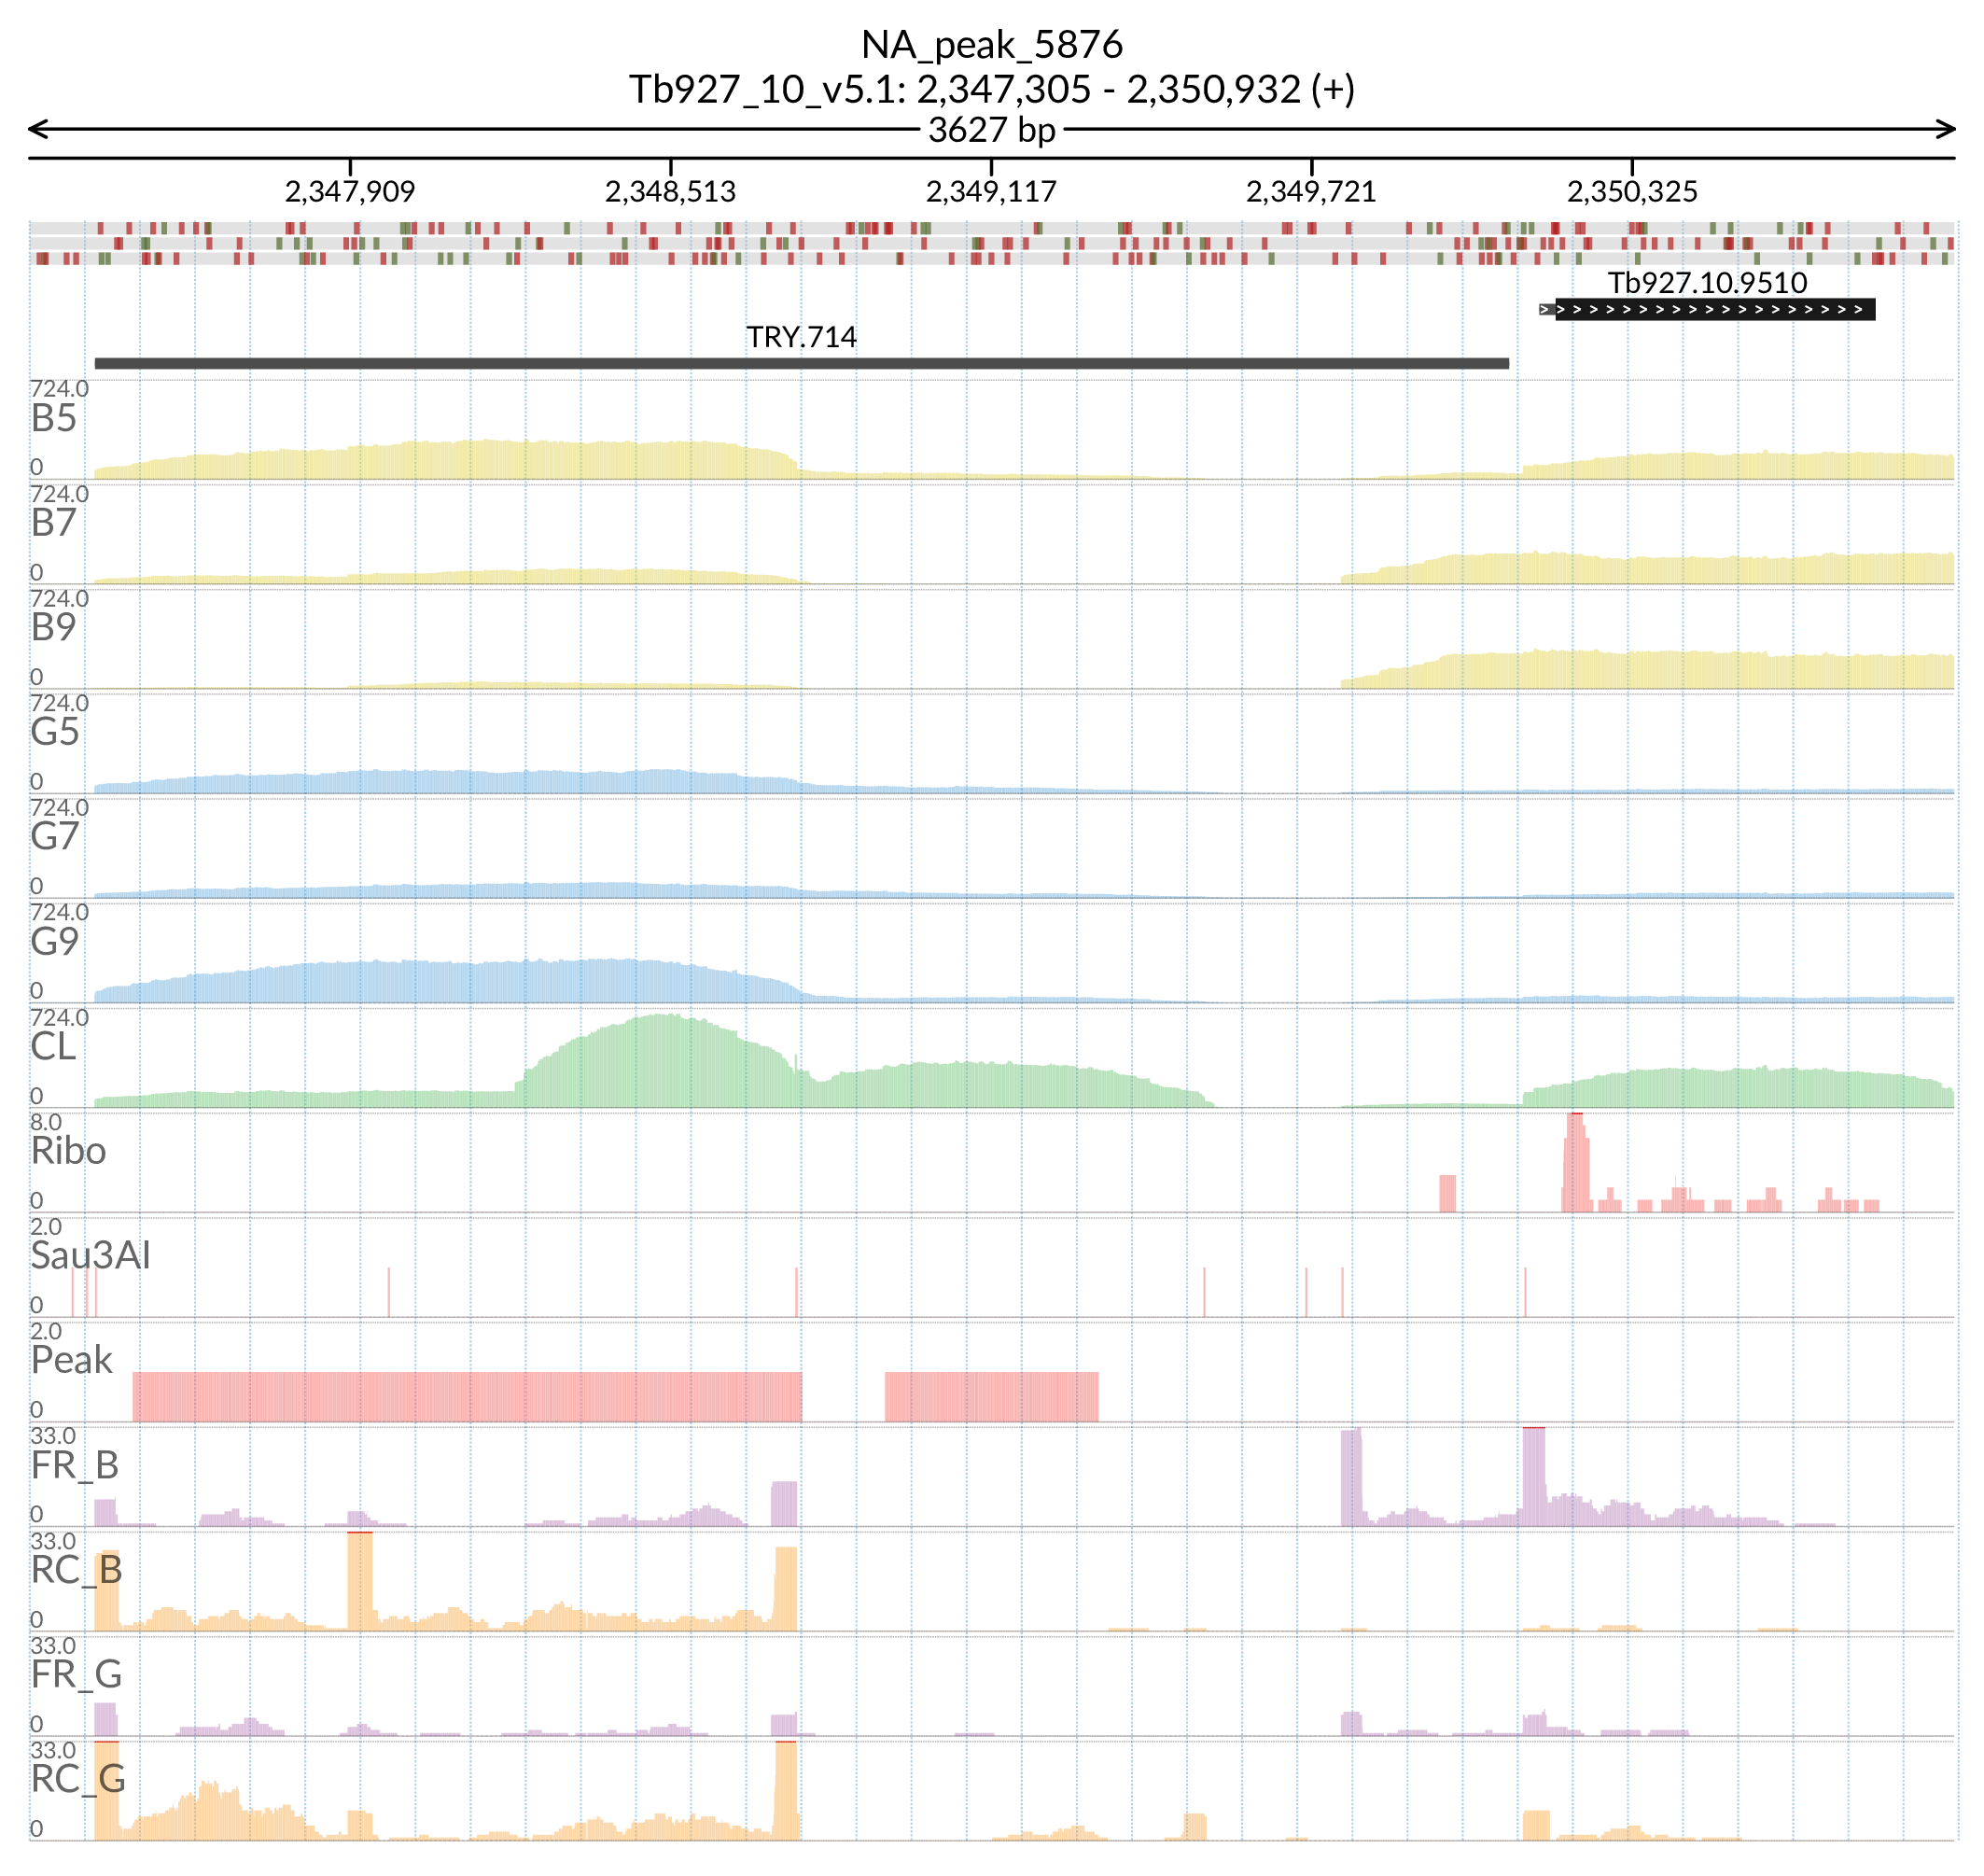 NA_peak_5876
Tb927_10_v5.1: 2,347,305 - 2,350,932 (+)
3627 bp
2,347,909 2,348,513 2,349,117 2,349,721 2,350,325
Tb927.10.9510
TRY.714
724.0
B5
0
724.0
B7
0
724.0
B9
0
724.0
G5
0
724.0
G7
0
724.0
G9
0
724.0
CL
0
8.0
Ribo
0
2.0
Sau3AI
0
2.0
Peak
0
33.0
FR_B
0
33.0
RC_B
0
33.0
FR_G
0
33.0
RC_G
0